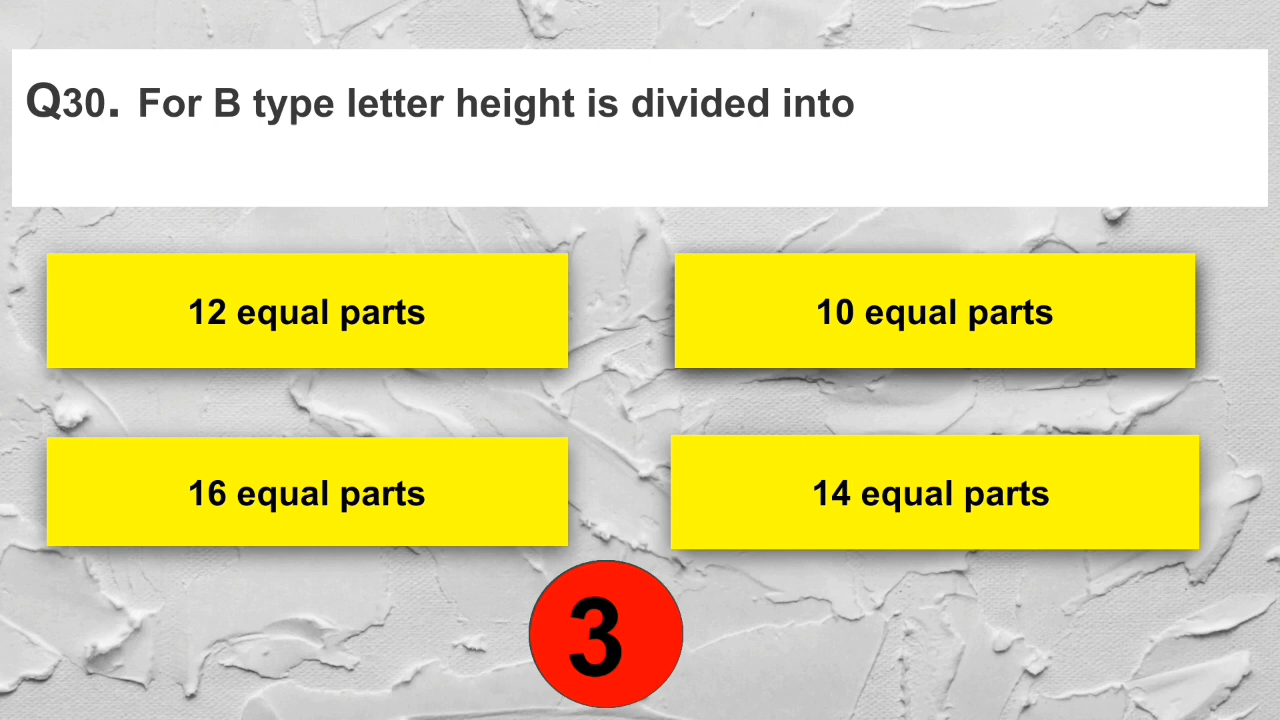 Q30. For B type letter height is divided into
12 equal parts
10 equal parts
16 equal parts
14 equal parts
3